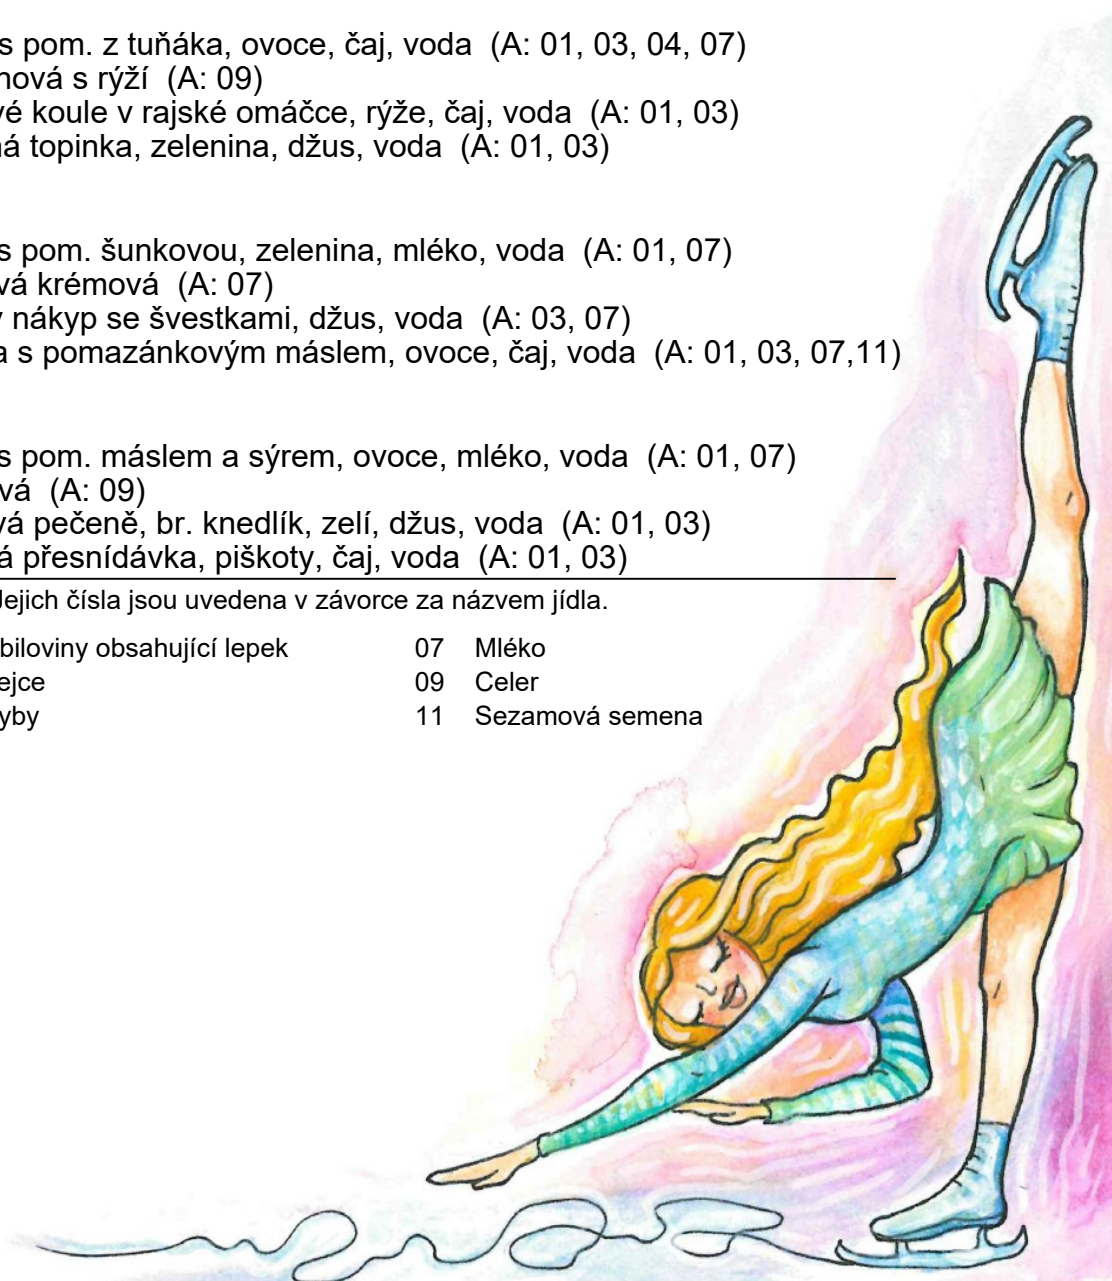 s pom. z tuňáka, ovoce, čaj, voda (A: 01, 03, 04, 07)
nová s rýží (A: 09)
vé koule v rajské omáčce, rýže, čaj, voda (A: 01, 03)
ná topinka, zelenina, džus, voda (A: 01, 03)
s pom. šunkovou, zelenina, mléko, voda (A: 01, 07)
vá krémová (A: 07)
ý nákyp se švestkami, džus, voda (A: 03, 07)
a s pomazánkovým máslem, ovoce, čaj, voda (A: 01, 03, 07,11)
s pom. máslem a sýrem, ovoce, mléko, voda (A: 01, 07)
vá (A: 09)
vá pečeně, br. knedlík, zelí, džus, voda (A: 01, 03)
á přesnídávka, piškoty, čaj, voda (A: 01, 03)
Jejich čísla jsou uvedena v závorce za názvem jídla.
biloviny obsahující lepek 07 Mléko
ejce 09 Celer
yby 11 Sezamová semena